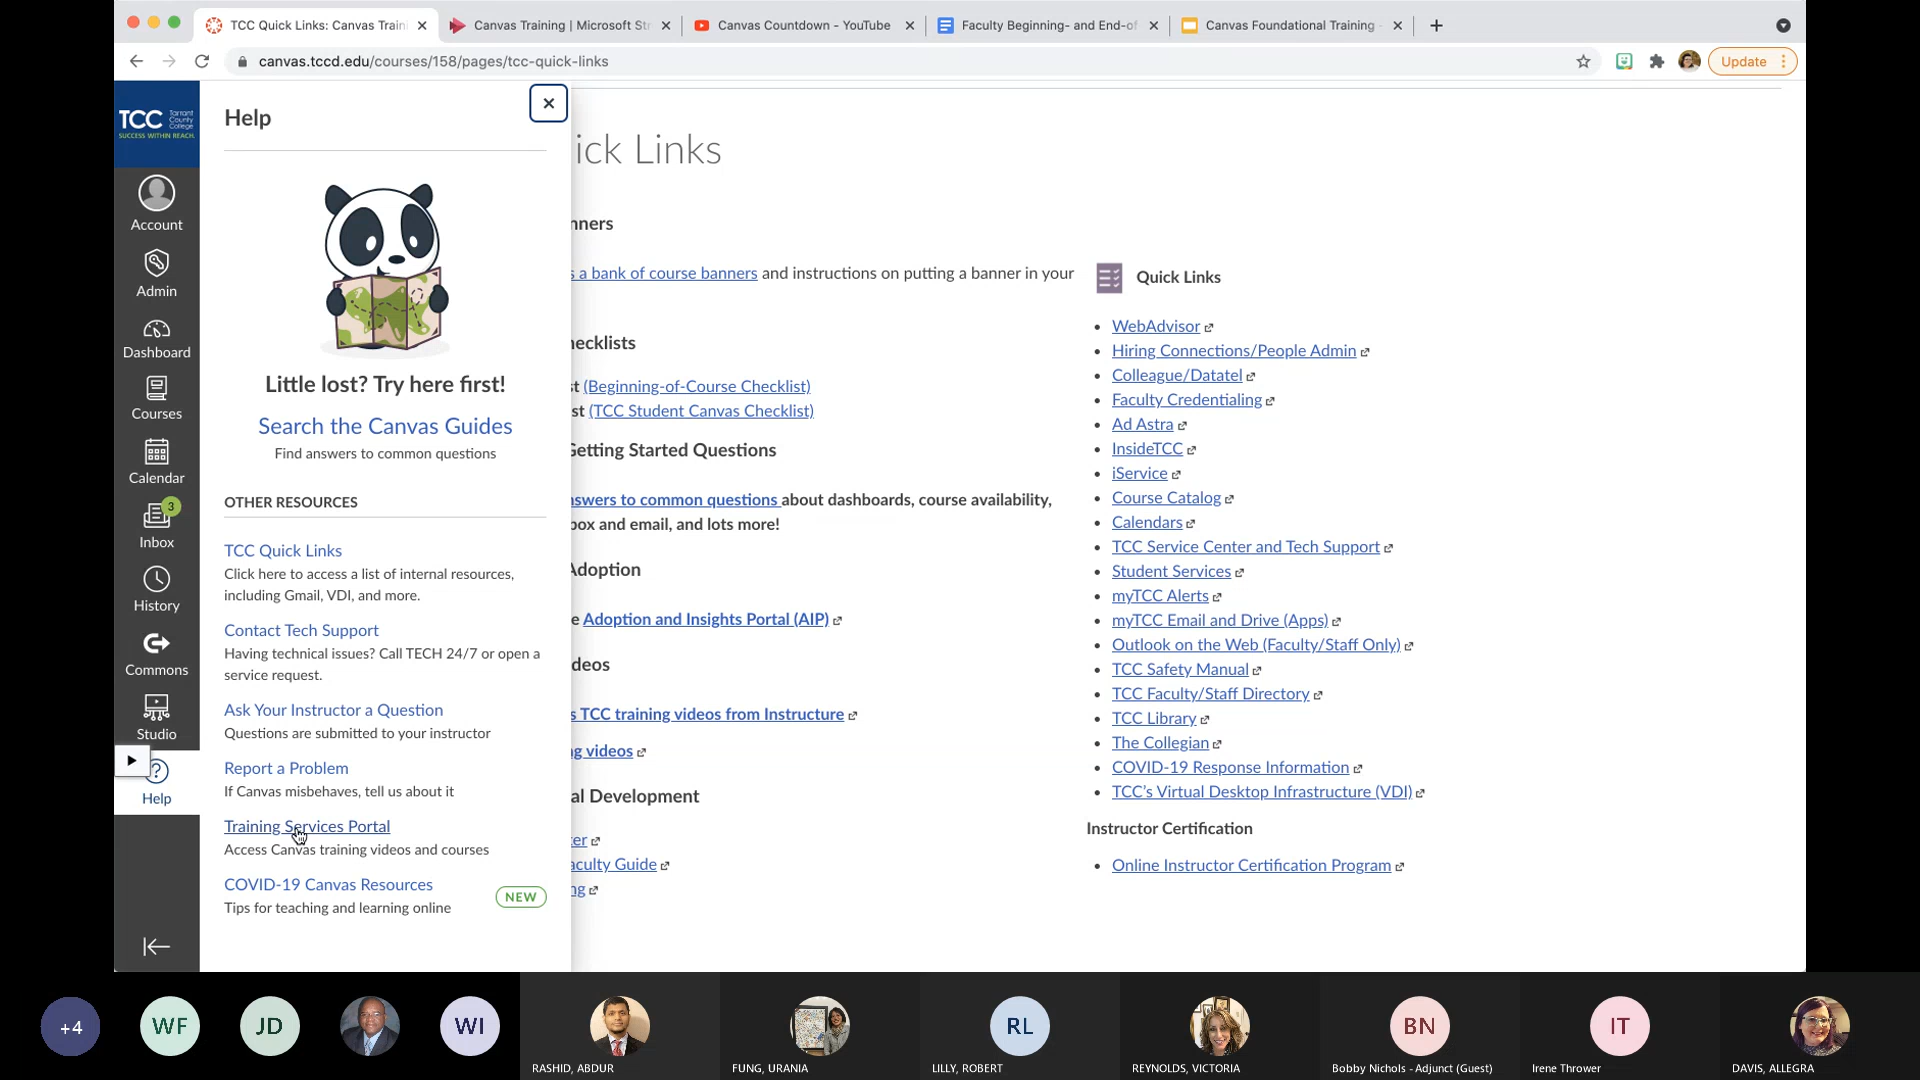 TCC Quick Links: Canvas Train
Canvas Training | Microsoft Str
Canvas Countdown - YouTube
Faculty Beginning- and End-of
Canvas Foundational Training -
canvas.tccd.edu/courses/158/pages/tcc-quick-links
Update
TCC Tarrant County College
SUCCESS WITHIN REACH.
Account
Admin
Dashboard
Courses
Calendar
3
Inbox
History
Commons
Studio
Help
Help
Little lost? Try here first!
Search the Canvas Guides
Find answers to common questions
OTHER RESOURCES
TCC Quick Links
Click here to access a list of internal resources,
including Gmail, VDI, and more.
Contact Tech Support
Having technical issues? Call TECH 24/7 or open a
service request.
Ask Your Instructor a Question
Questions are submitted to your instructor
Report a Problem
If Canvas misbehaves, tell us about it
Training Services Portal
Access Canvas training videos and courses
COVID-19 Canvas Resources
NEW
Tips for teaching and learning online
ick Links
nners
s a bank of course banners and instructions on putting a banner in your
hecklists
st (Beginning-of-Course Checklist)
st (TCC Student Canvas Checklist)
Getting Started Questions
nswers to common questions about dashboards, course availability,
box and email, and lots more!
Adoption
e Adoption and Insights Portal (AIP)
deos
s TCC training videos from Instructure
ng videos
al Development
ter
aculty Guide
ng
Quick Links
• WebAdvisor
• Hiring Connections/People Admin
• Colleague/Datatel
• Faculty Credentialing
• Ad Astra
• InsideTCC
• iService
• Course Catalog
• Calendars
• TCC Service Center and Tech Support
• Student Services
• myTCC Alerts
• myTCC Email and Drive (Apps)
• Outlook on the Web (Faculty/Staff Only)
• TCC Safety Manual
• TCC Faculty/Staff Directory
• TCC Library
• The Collegian
• COVID-19 Response Information
• TCC's Virtual Desktop Infrastructure (VDI)
Instructor Certification
• Online Instructor Certification Program
+4
WF
JD
WI
RASHID, ABDUR
FUNG, URANIA
RL
LILLY, ROBERT
REYNOLDS, VICTORIA
BN
Bobby Nichols - Adjunct (Guest)
IT
Irene Thrower
DAVIS, ALLEGRA